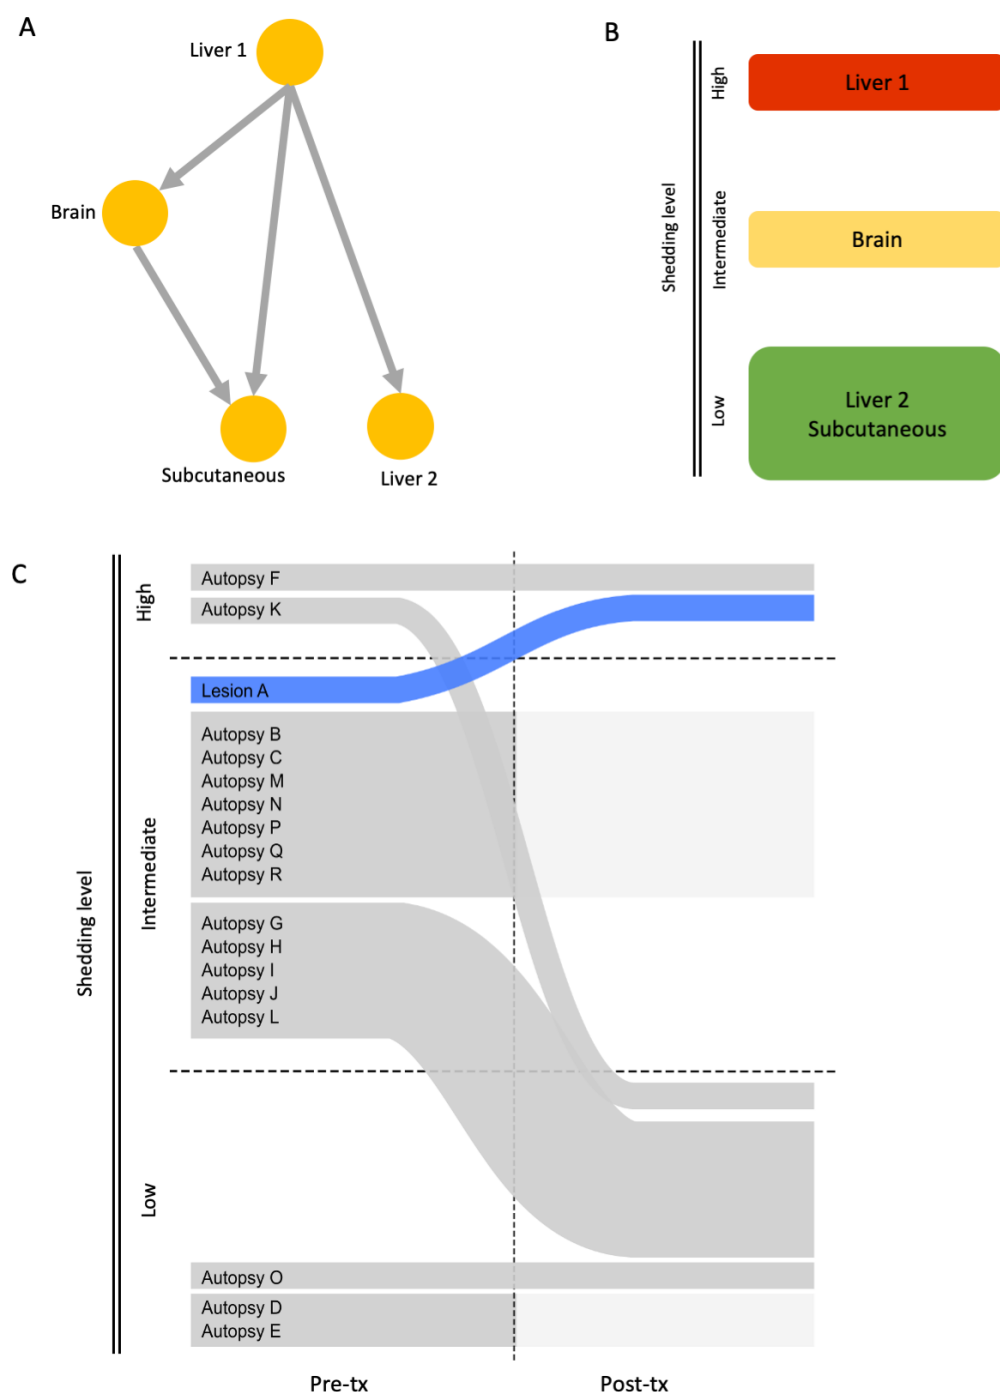 A
Liver 1
Brain
Subcutaneous
Liver 2
B
Shedding level
High
Intermediate
Low
Liver 1
Brain
Liver 2
Subcutaneous
C
Shedding level
High
Intermediate
Low
Autopsy F
Autopsy K
Lesion A
Autopsy B
Autopsy C
Autopsy M
Autopsy N
Autopsy P
Autopsy Q
Autopsy R
Autopsy G
Autopsy H
Autopsy I
Autopsy J
Autopsy L
Autopsy O
Autopsy D
Autopsy E
Pre-tx
Post-tx